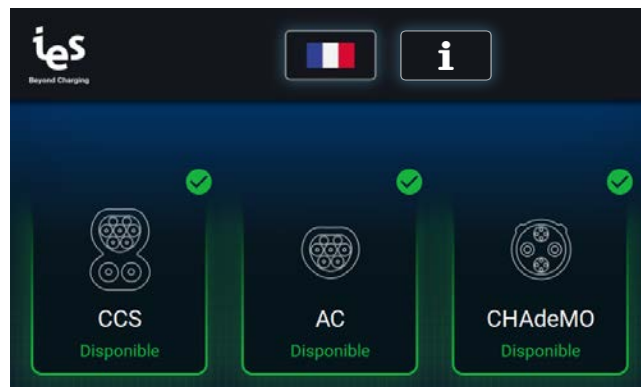 ies
Beyond Charging
i
CCS
AC
CHAdeMO
Disponible
Disponible
Disponible